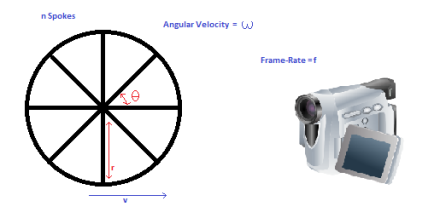 n Spokes
Angular Velocity = ω
Frame-Rate = f
θ
r
v